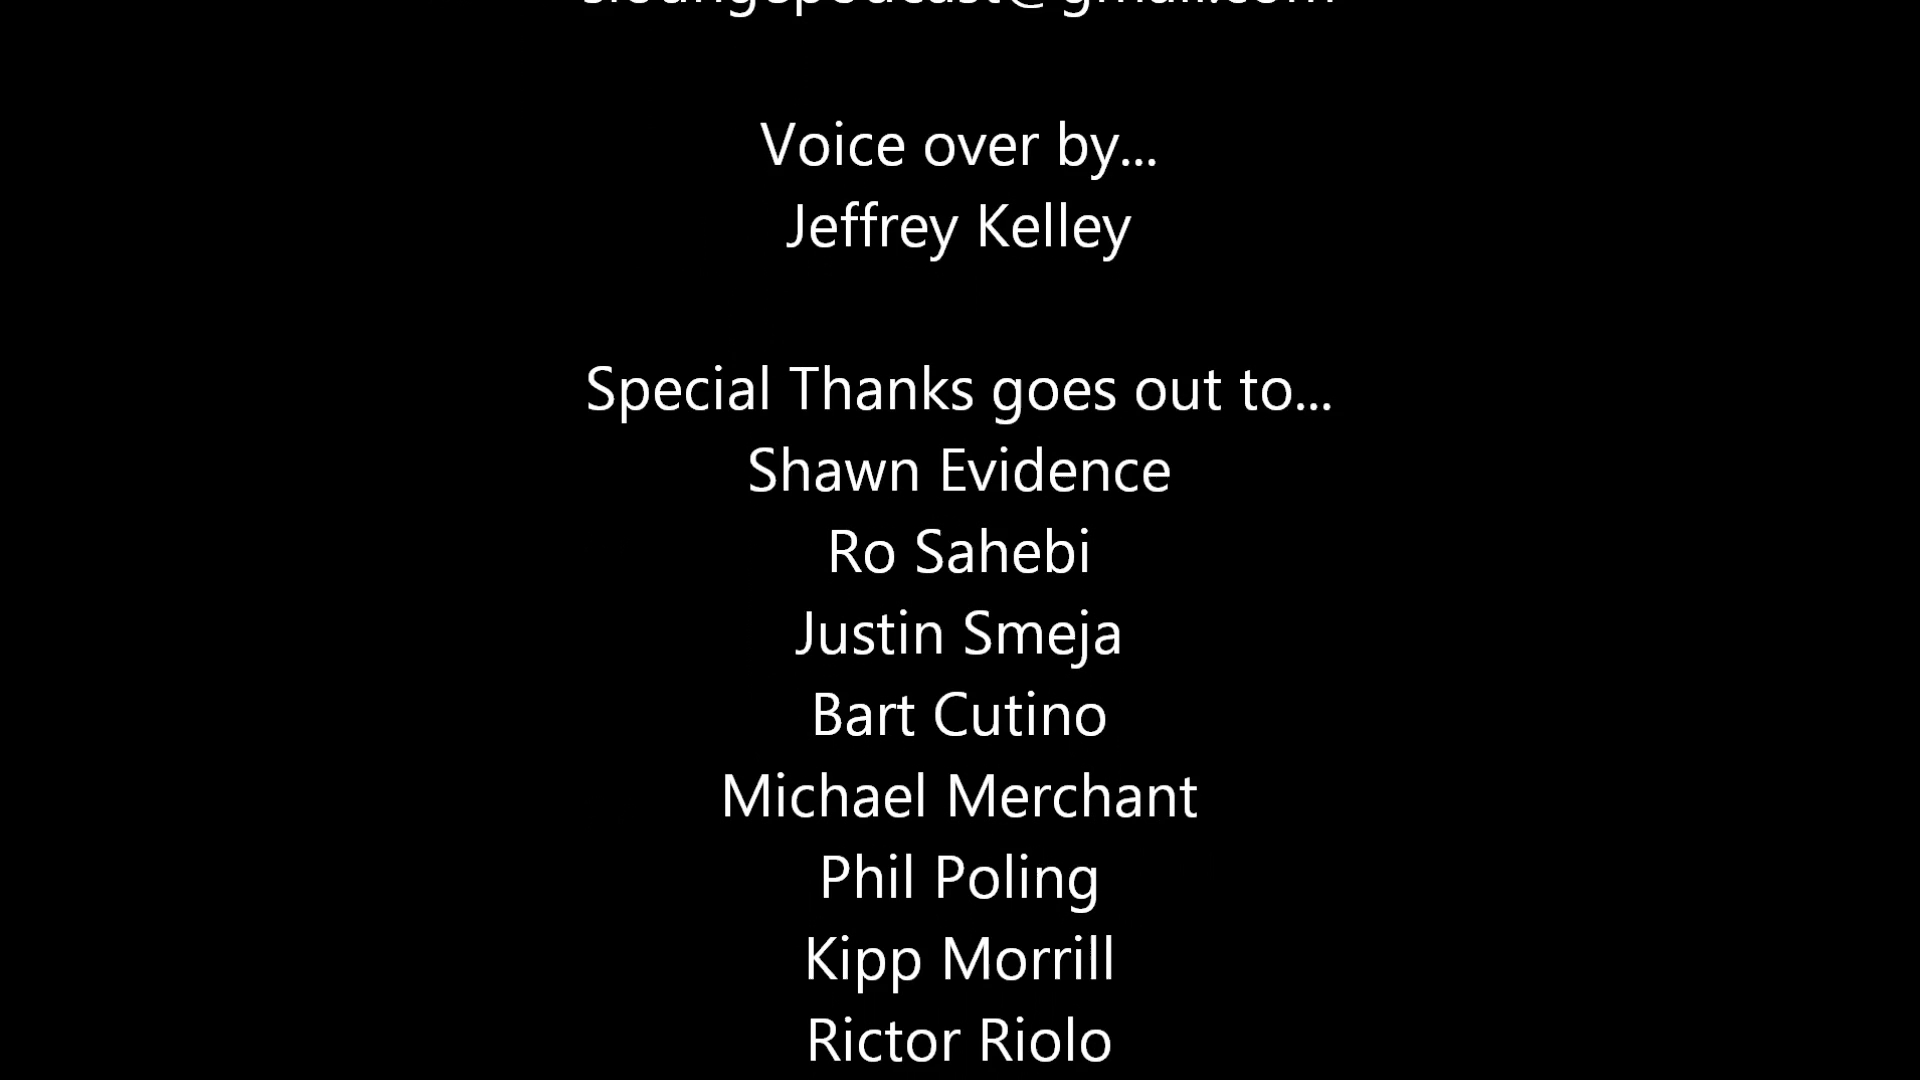 Voice over by...
Jeffrey Kelley
Special Thanks goes out to...
Shawn Evidence
Ro Sahebi
Justin Smeja
Bart Cutino
Michael Merchant
Phil Poling
Kipp Morrill
Rictor Riolo